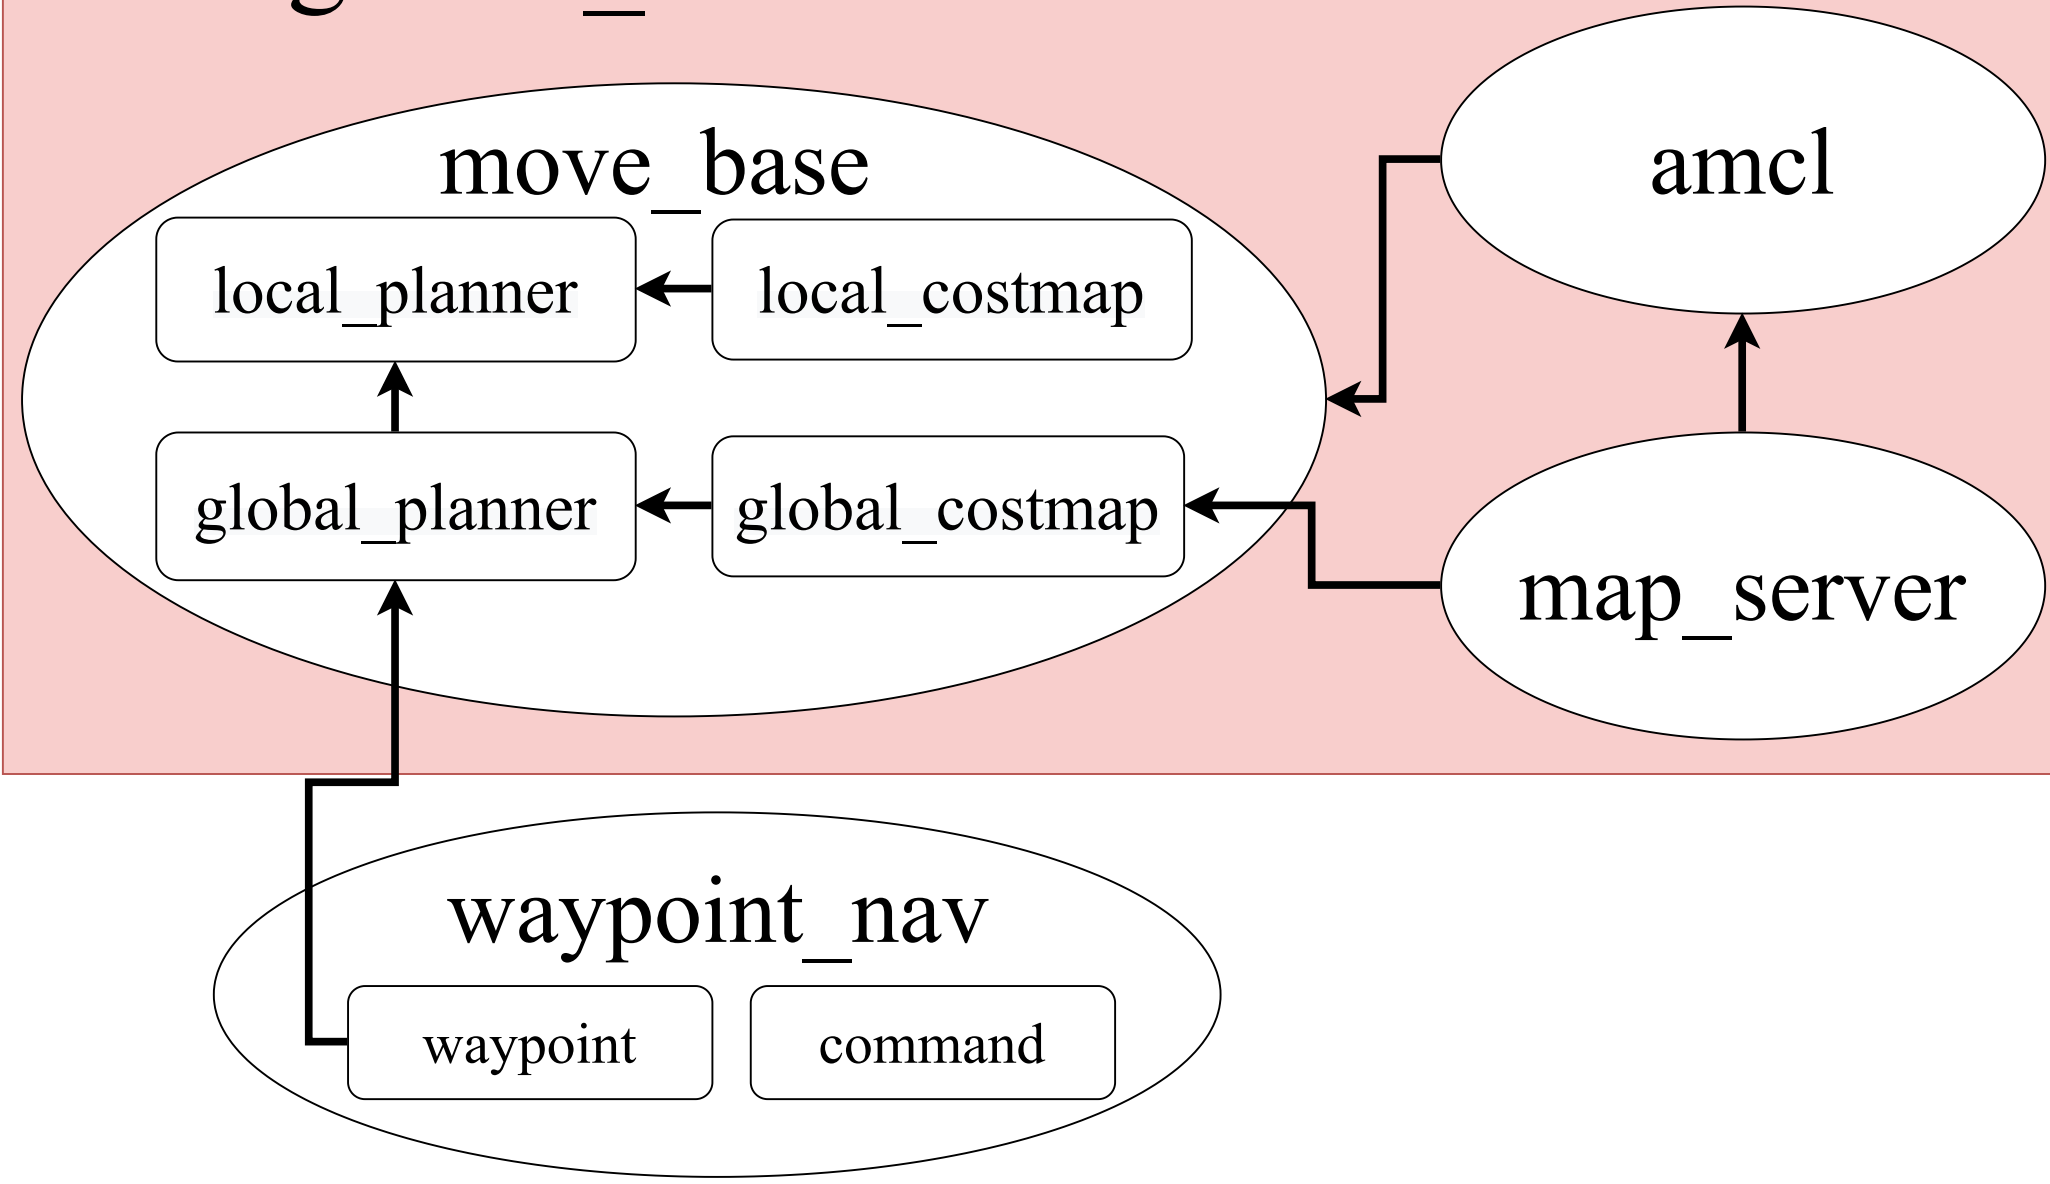 move_base
amcl
local_planner
local_costmap
global_planner
global_costmap
map_server
waypoint_nav
waypoint
command